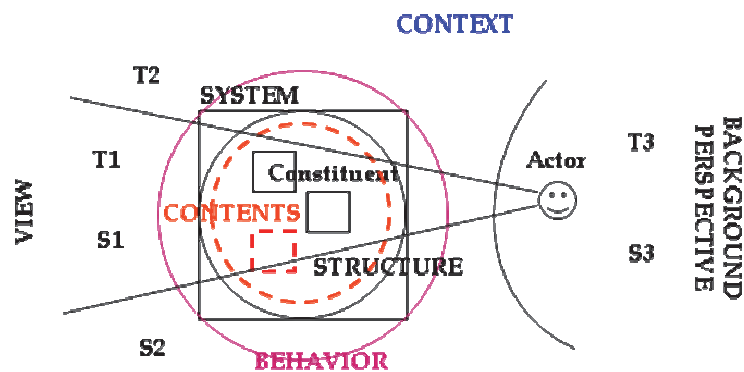 CONTEXT
T2
SYSTEM
T1
Constituent
Actor
T3
BACKGROUND
PERSPECTIVE
VIEW
CONTENTS
S1
STRUCTURE
S3
S2
BEHAVIOR